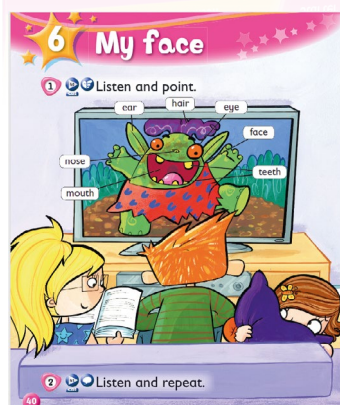 6 My face
1 Listen and point.
ear
hair
eye
face
nose
teeth
mouth
2 Listen and repeat.
40